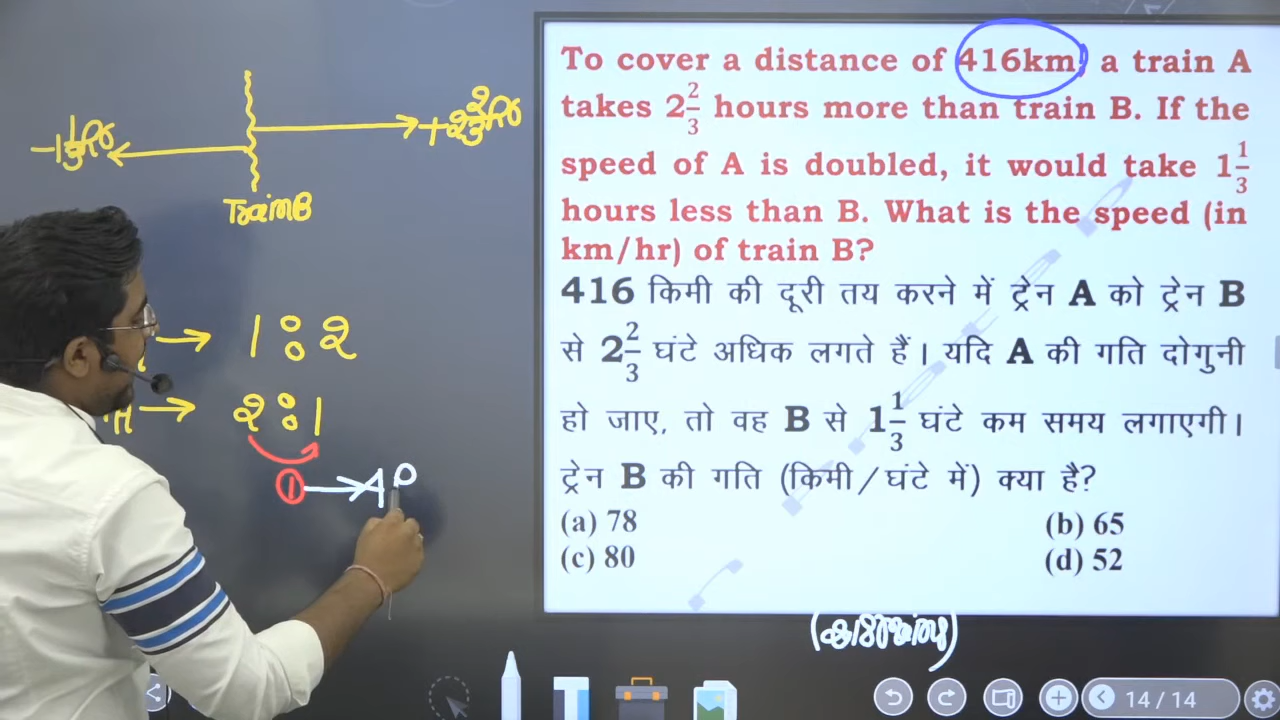 To cover a distance of 416km, a train A
takes 2 2/3 hours more than train B. If the
speed of A is doubled, it would take 1 1/3
hours less than B. What is the speed (in
km/hr) of train B?
416 किमी की दूरी तय करने में ट्रेन A को ट्रेन B
से 2 2/3 घंटे अधिक लगते हैं। यदि A की गति दोगुनी
हो जाए, तो वह B से 1 1/3 घंटे कम समय लगाएगी।
ट्रेन B की गति (किमी/घंटे में) क्या है?
(a) 78
(b) 65
(c) 80
(d) 52
Train B
1 : 2
2 : 1
1
14 / 14